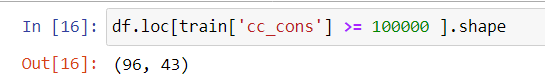 In [16]: df.loc[train['cc_cons'] >= 100000 ].shape
Out[16]: (96, 43)